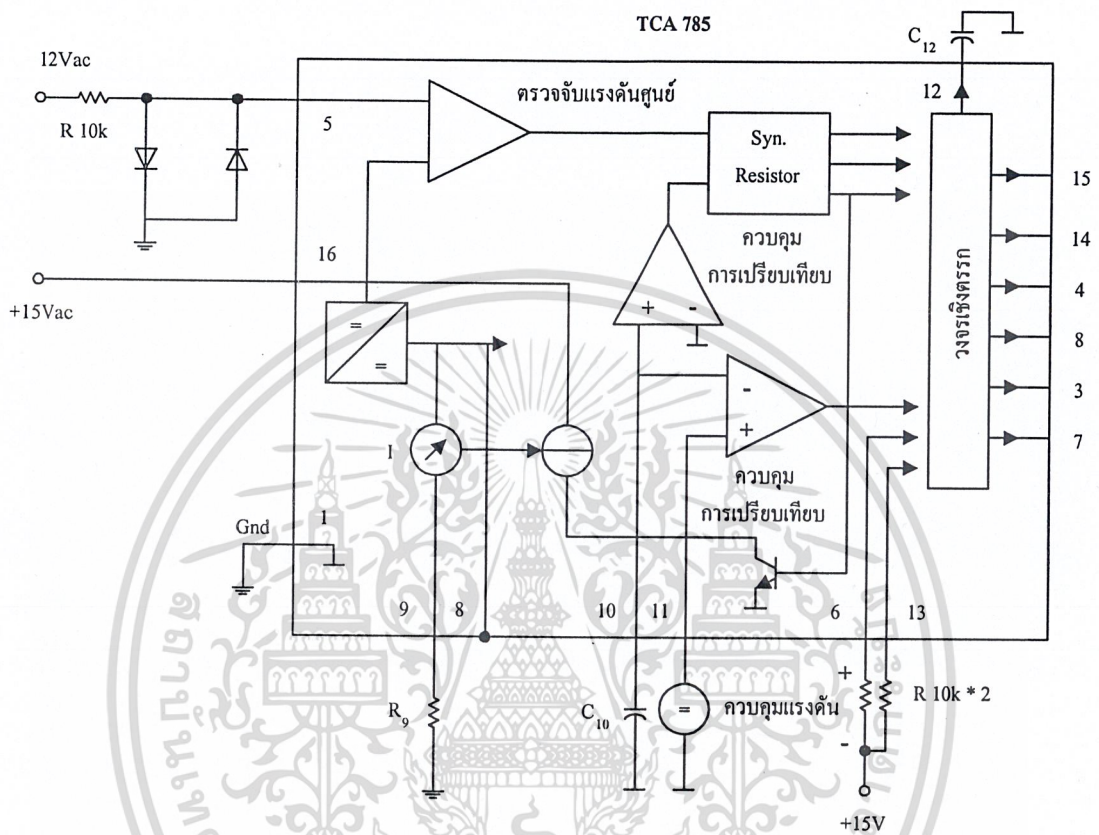 TCA 785
C12
12Vac
ตรวจจับแรงดันศูนย์
12
R 10k
5
Syn.
Resistor
15
14
16
ควบคุม
การเปรียบเทียบ
4
+15Vac
=
=
+
-
วงจรเชิงตรรก
8
3
-
+
7
I
ควบคุม
การเปรียบเทียบ
Gnd
1
9
8
10
11
6
13
R9
C10
=
ควบคุมแรงดัน
+
-
R 10k * 2
+15V